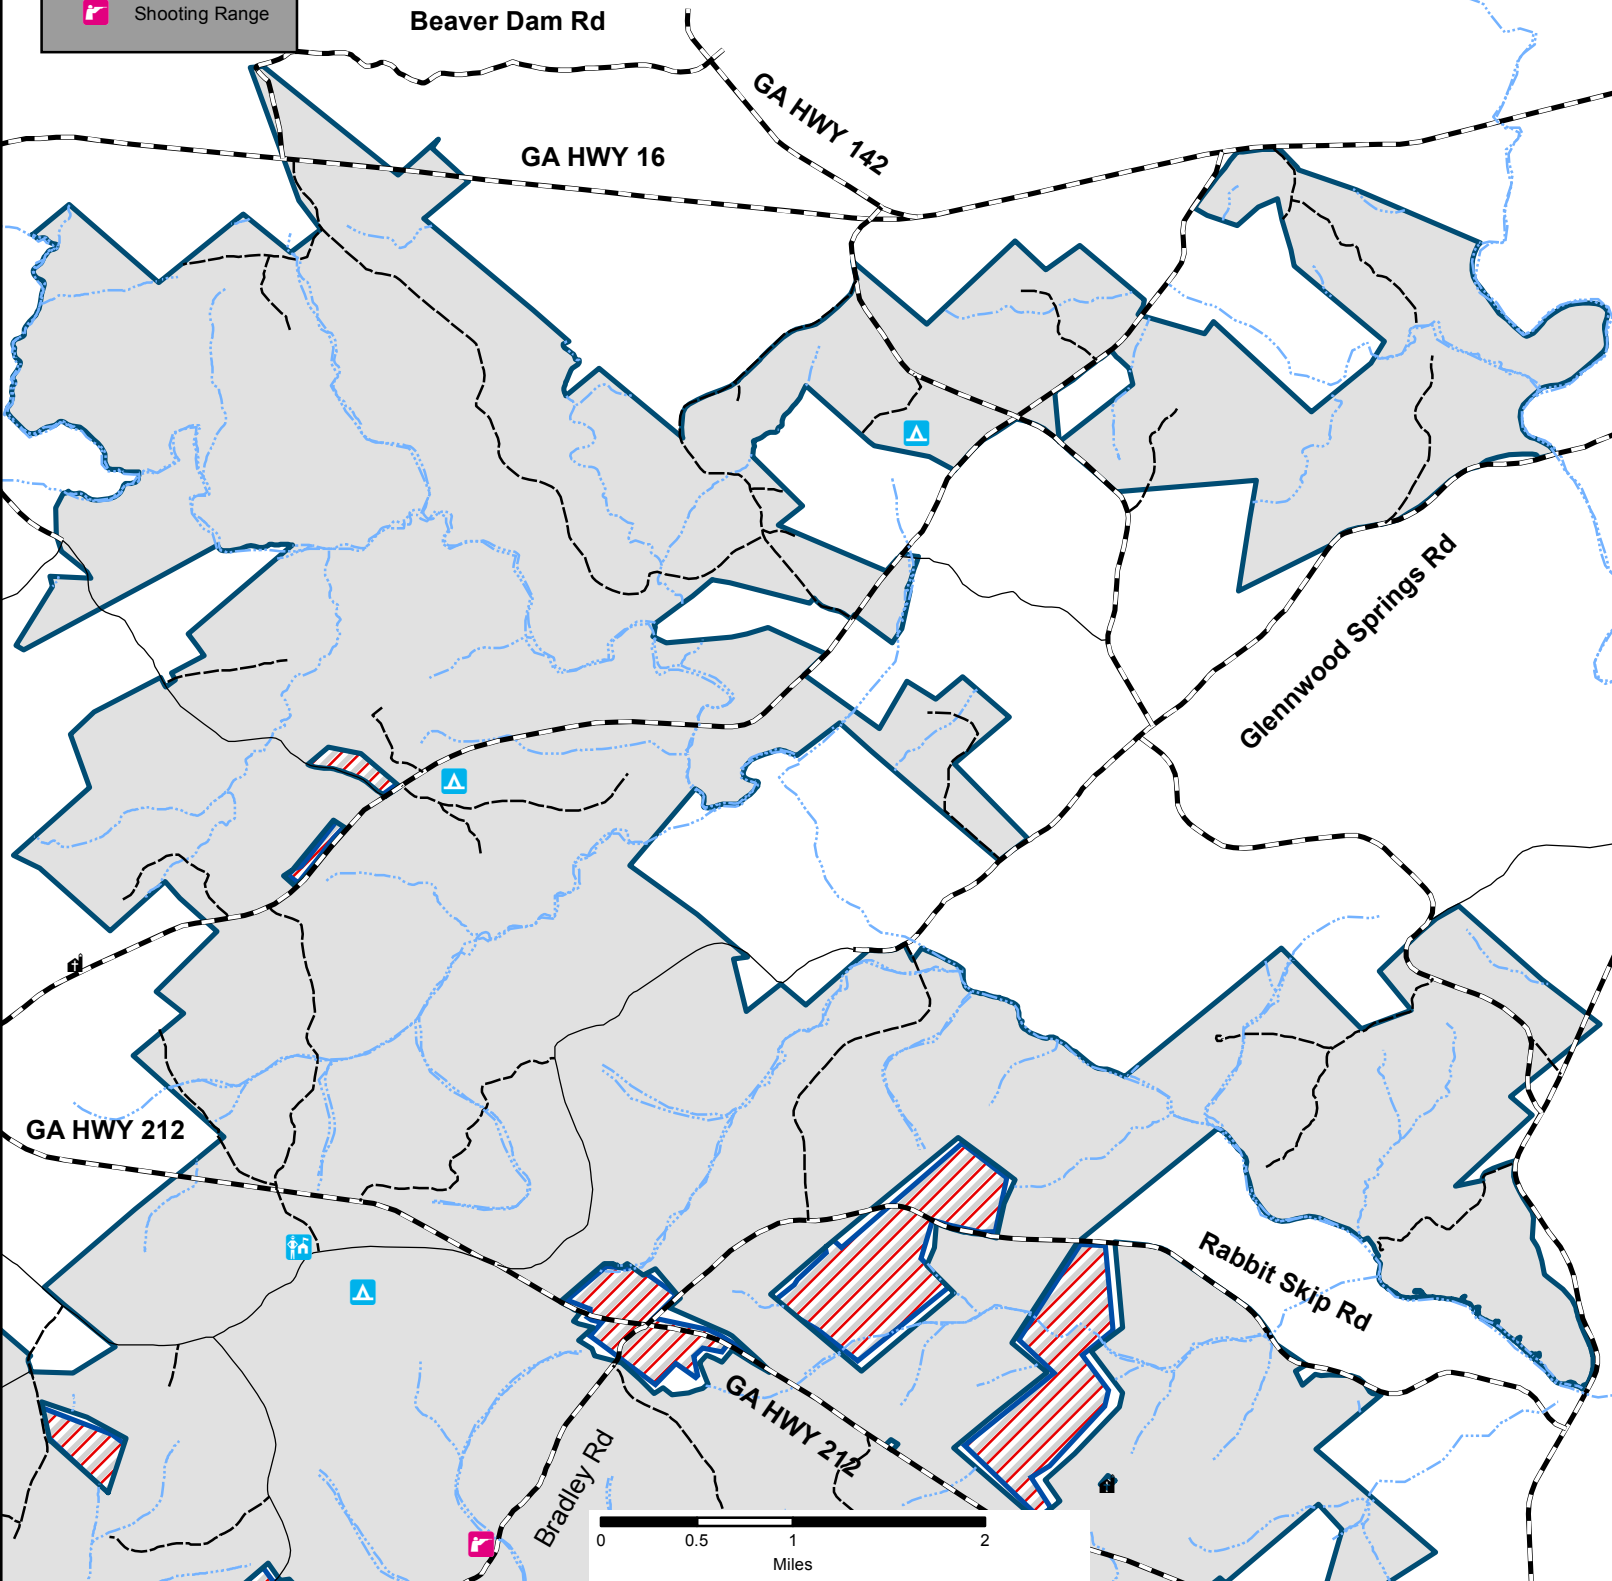 Shooting Range
Beaver Dam Rd
GA HWY 142
GA HWY 16
Glennwood Springs Rd
GA HWY 212
Rabbit Skip Rd
GA HWY 212
Bradley Rd
0 0.5 1 2
Miles